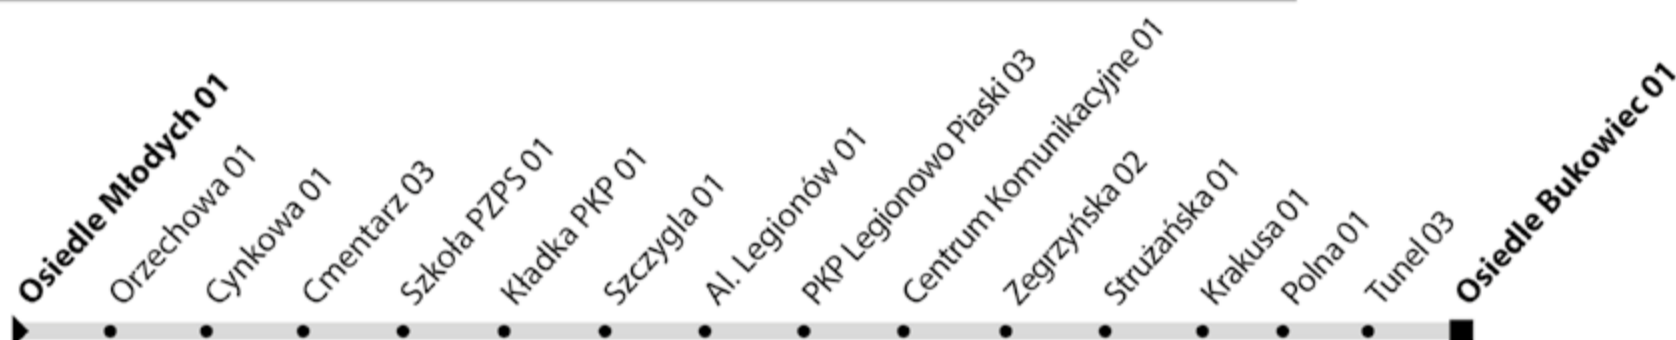 Osiedle Młodych 01
Orzechowa 01
Cynkowa 01
Cmentarz 03
Szkoła PZPS 01
Kładka PKP 01
Szczygla 01
Al. Legionów 01
PKP Legionowo Piaski 03
Centrum Komunikacyjne 01
Zegrzyńska 02
Strużańska 01
Krakusa 01
Polna 01
Tunel 03
Osiedle Bukowiec 01